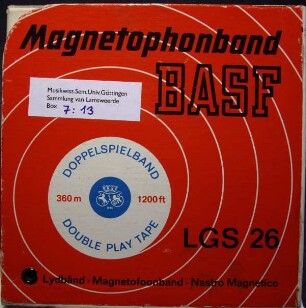 Magnetophonband
BASF
Musikwiss.Sem.Univ.Göttingen
Sammlung van Lamsweerde
Box 7:13
DOPPELSPIELBAND
360 m
1200 ft
DOUBLE PLAY TAPE
LGS 26
Lydbånd · Magnetofoonband · Nastro Magnetico